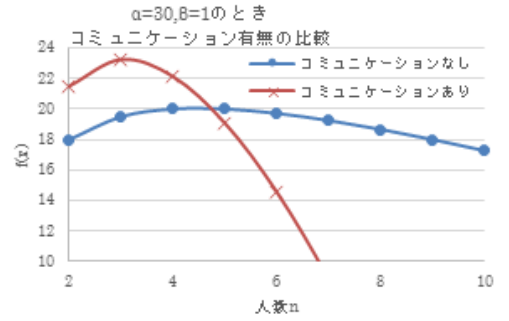 α=30,β=1のとき
コミュニケーション有無の比較
コミュニケーションなし
コミュニケーションあり
f(x)
24
22
20
18
16
14
12
10
2
4
6
8
10
人数n